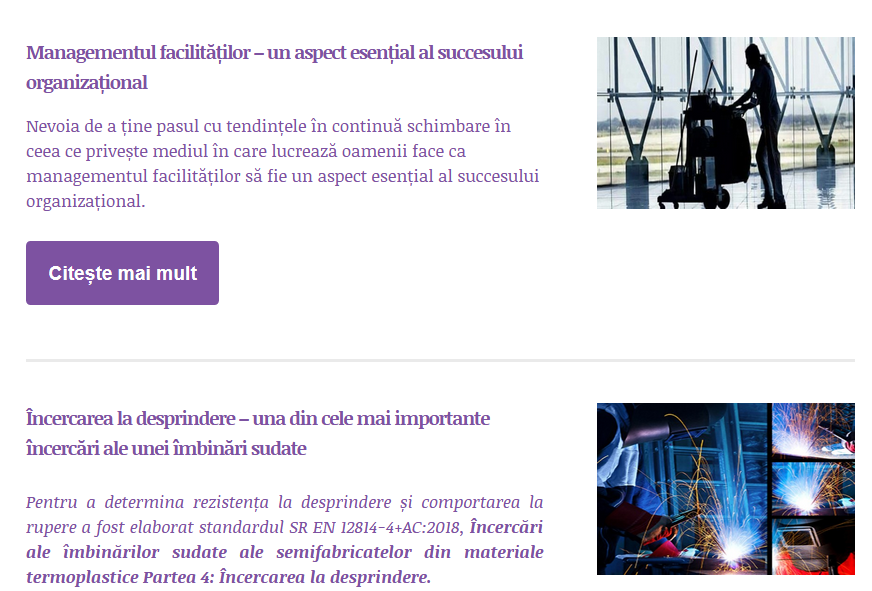 Managementul facilităților – un aspect esențial al succesului
organizațional
Nevoia de a ține pasul cu tendințele în continuă schimbare în
ceea ce privește mediul în care lucrează oamenii face ca
managementul facilităților să fie un aspect esențial al succesului
organizațional.
Citește mai mult
Încercarea la desprindere – una din cele mai importante
încercări ale unei îmbinări sudate
Pentru a determina rezistența la desprindere și comportarea la
rupere a fost elaborat standardul SR EN 12814-4+AC:2018, Încercări
ale îmbinărilor sudate ale semifabricatelor din materiale
termoplastice Partea 4: Încercarea la desprindere.